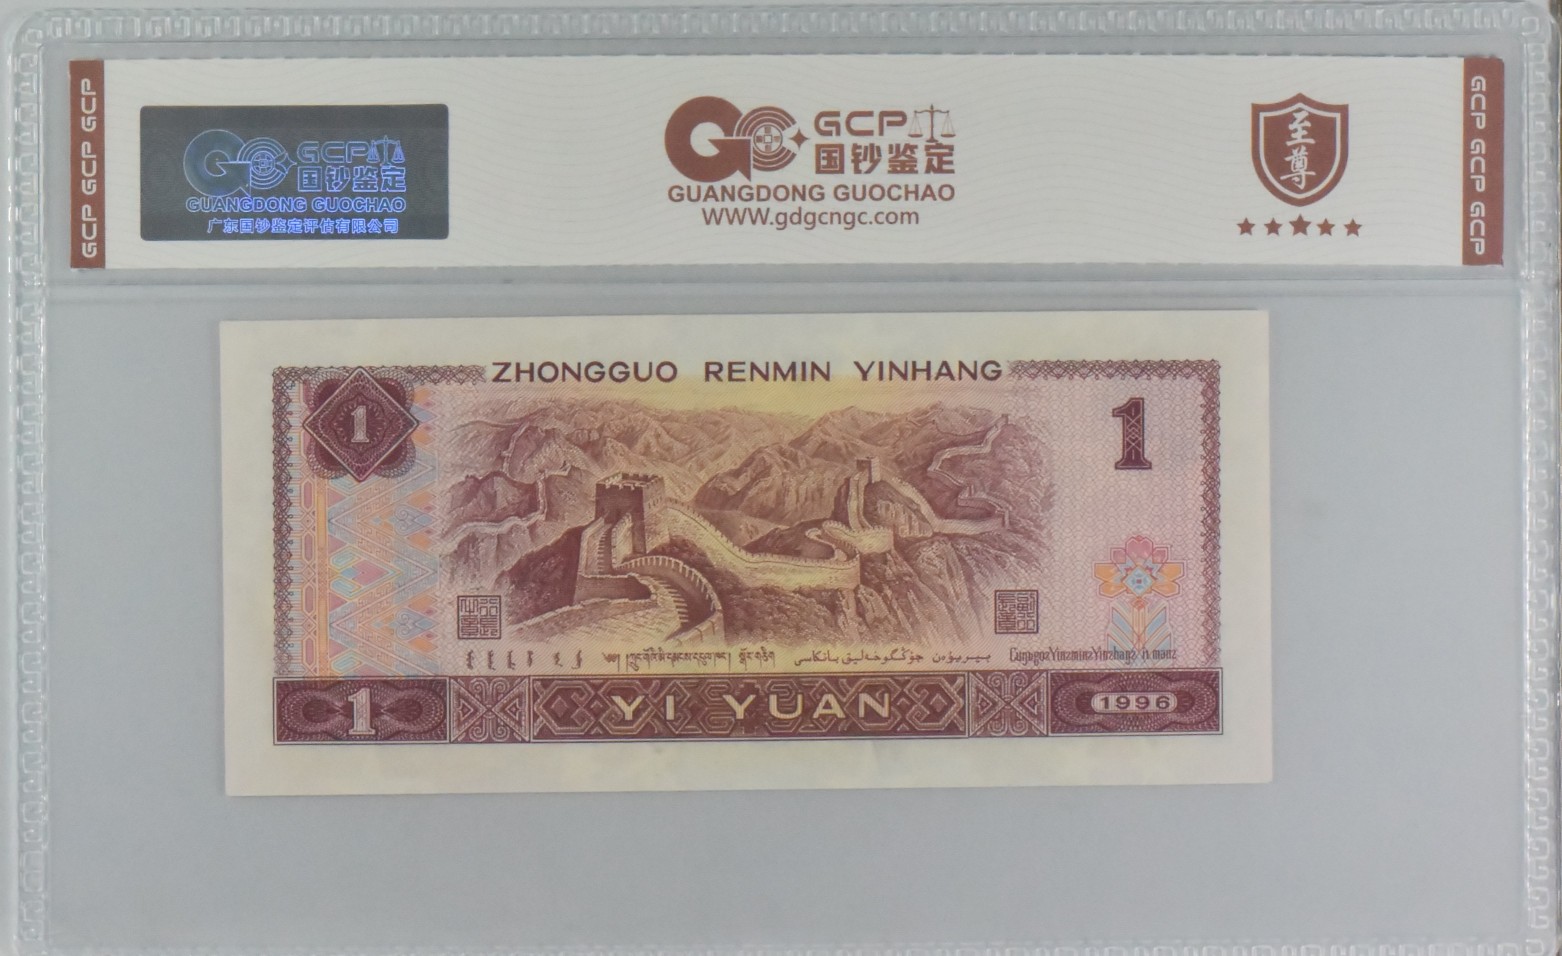 GCP GCP GCP
GCP
国钞鉴定
GUANGDONG GUOCHAO
广东国钞鉴定评估有限公司
GCP
国钞鉴定
GUANGDONG GUOCHAO
WWW.gdgcngc.com
至尊
GCP GCP GCP
ZHONGGUO RENMIN YINHANG
1
1
1
YI YUAN
1996